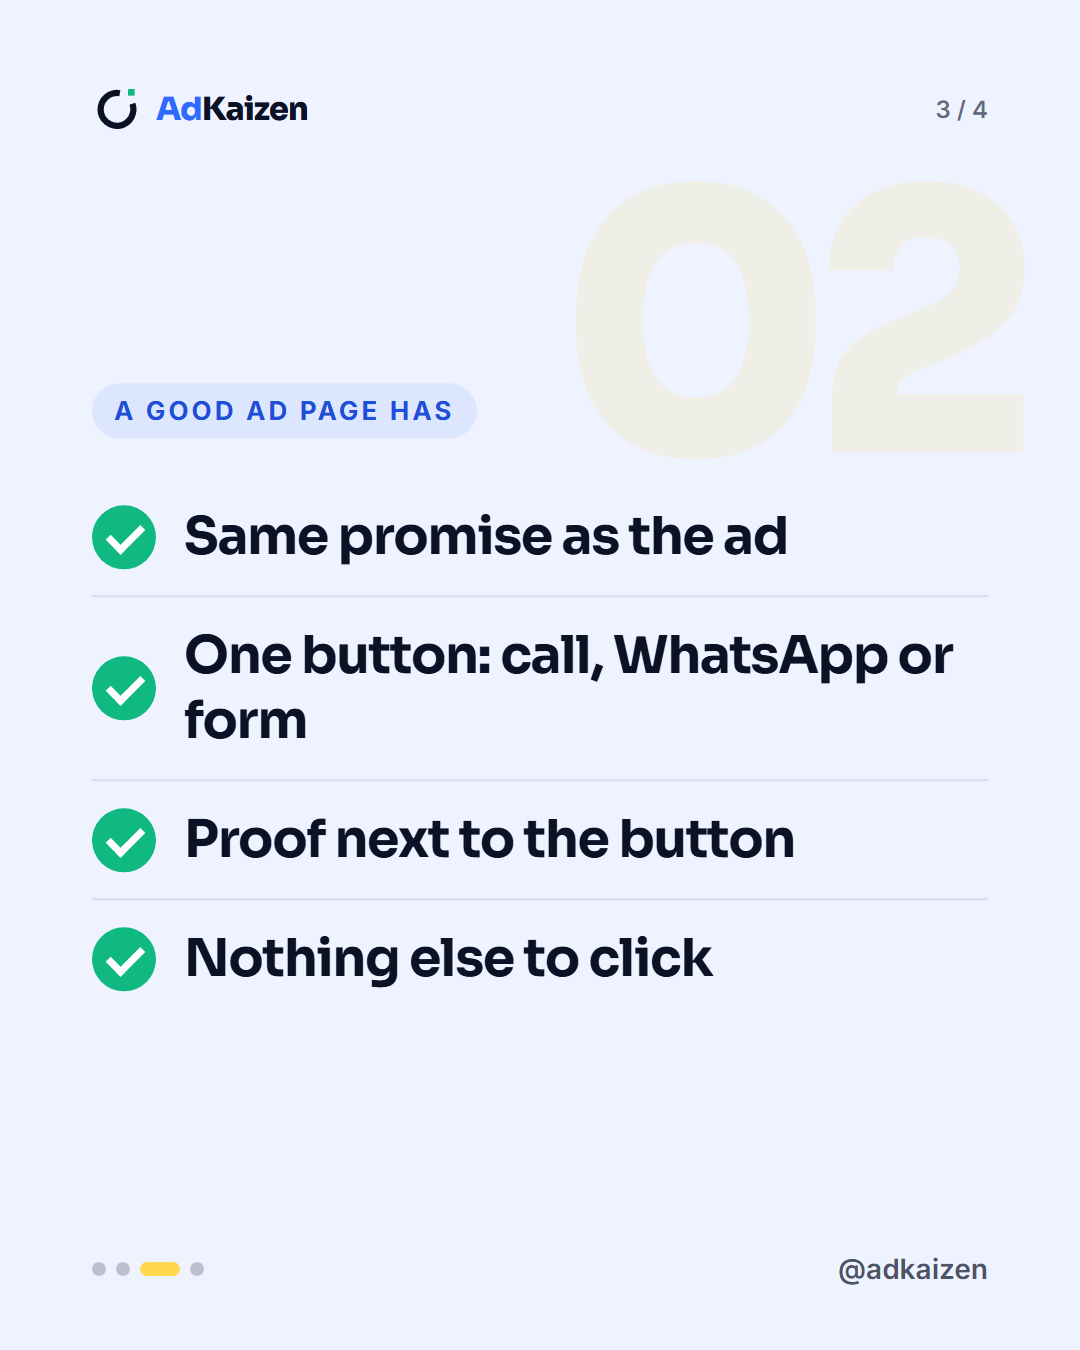 AdKaizen
3 / 4
02
A GOOD AD PAGE HAS
Same promise as the ad
One button: call, WhatsApp or
form
Proof next to the button
Nothing else to click
@adkaizen